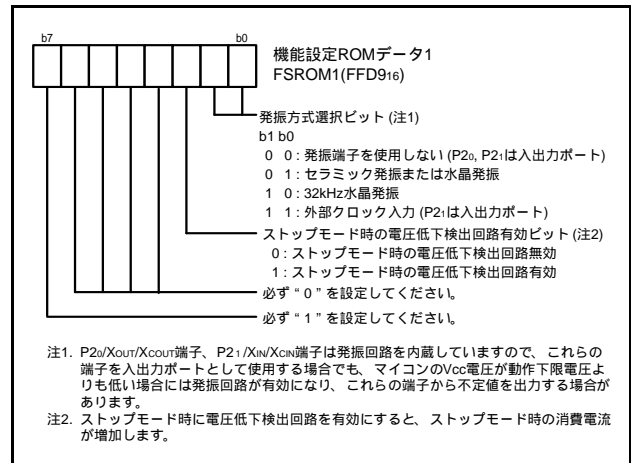 b7 b0
機能設定ROMデータ1
FSROM1(FFD916)
発振方式選択ビット (注1)
b1 b0
0 0 : 発振端子を使用しない (P20, P21は入出力ポート)
0 1 : セラミック発振または水晶発振
1 0 : 32kHz水晶発振
1 1 : 外部クロック入力 (P21は入出力ポート)
ストップモード時の電圧低下検出回路有効ビット (注2)
0 : ストップモード時の電圧低下検出回路無効
1 : ストップモード時の電圧低下検出回路有効
必ず “ 0 ” を設定してください。
必ず “ 1 ” を設定してください。
注1. P20/XOUT/XCOUT端子、P21/XIN/XCIN端子は発振回路を内蔵していますので、これらの
端子を入出力ポートとして使用する場合でも、マイコンのVcc電圧が動作下限電圧よ
りも低い場合には発振回路が有効になり、これらの端子から不定値を出力する場合が
あります。
注2. ストップモード時に電圧低下検出回路を有効にすると、ストップモード時の消費電流
が増加します。